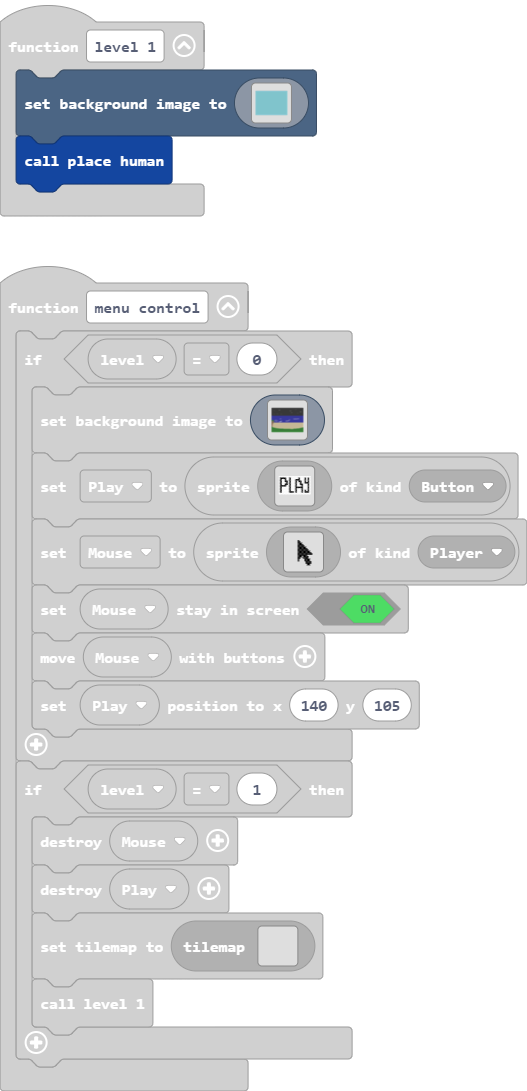 function level 1
set background image to
call place human
function menu control
if level = 0 then
set background image to
set Play to sprite PLAY of kind Button
set Mouse to sprite of kind Player
set Mouse stay in screen ON
move Mouse with buttons
set Play position to x 140 y 105
if level = 1 then
destroy Mouse
destroy Play
set tilemap to tilemap
call level 1